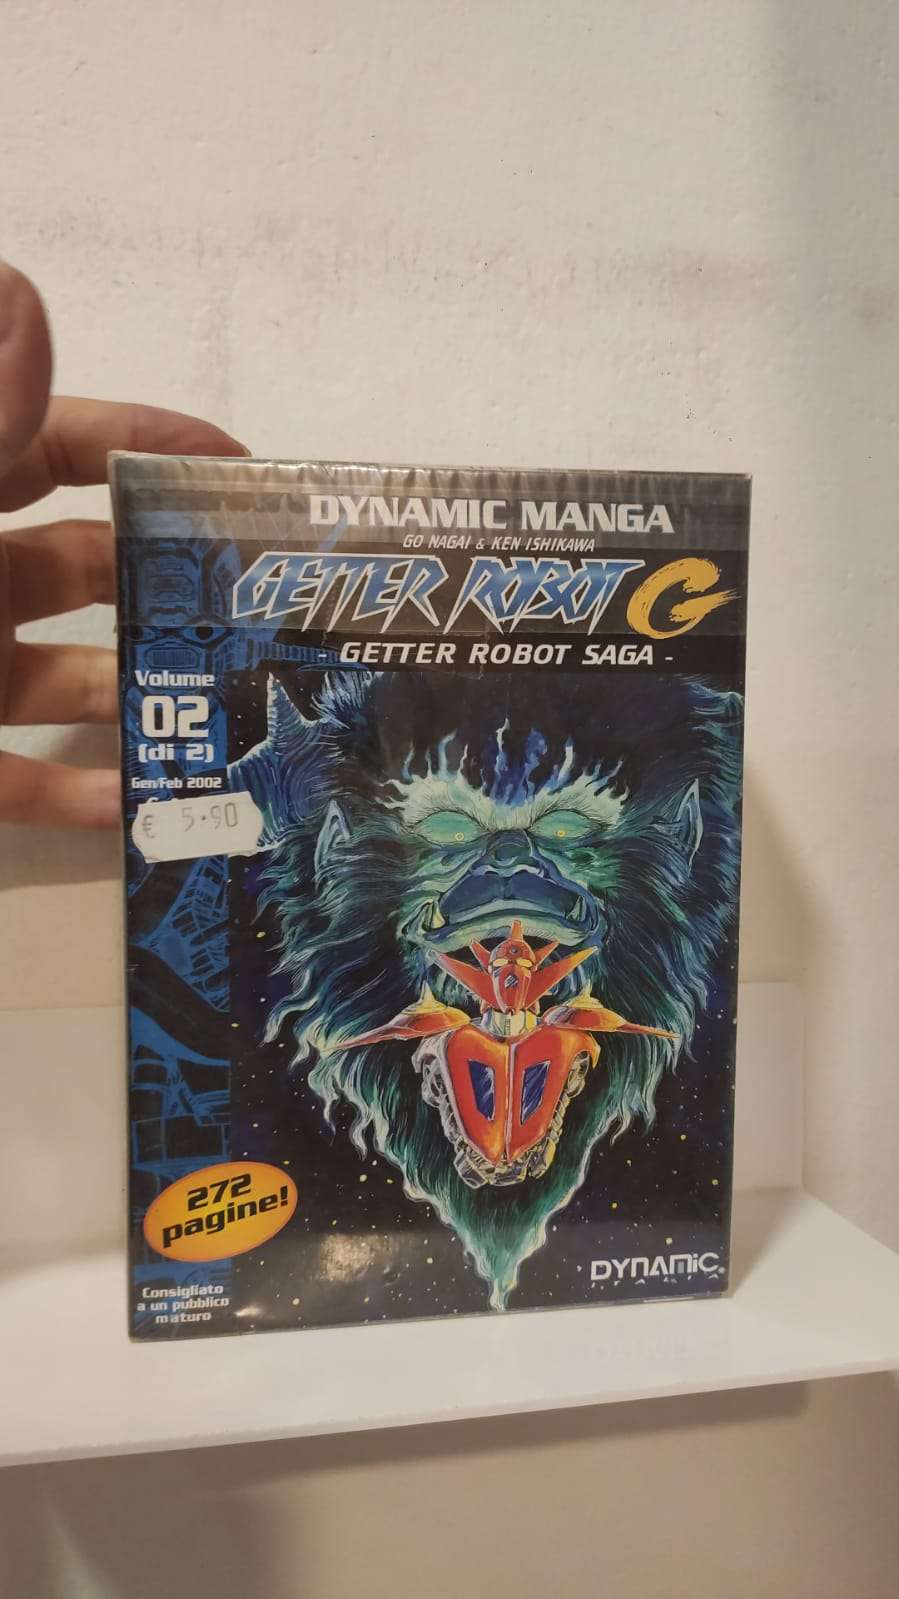 DYNAMIC MANGA
GO NAGAI & KEN ISHIKAWA
GETTER ROBOT G
- GETTER ROBOT SAGA -
Volume
02
(di 2)
Gen/Feb 2002
€ 5.90
272
pagine!
Consigliato
a un pubblico
maturo
DYNAMIC
ITALIA